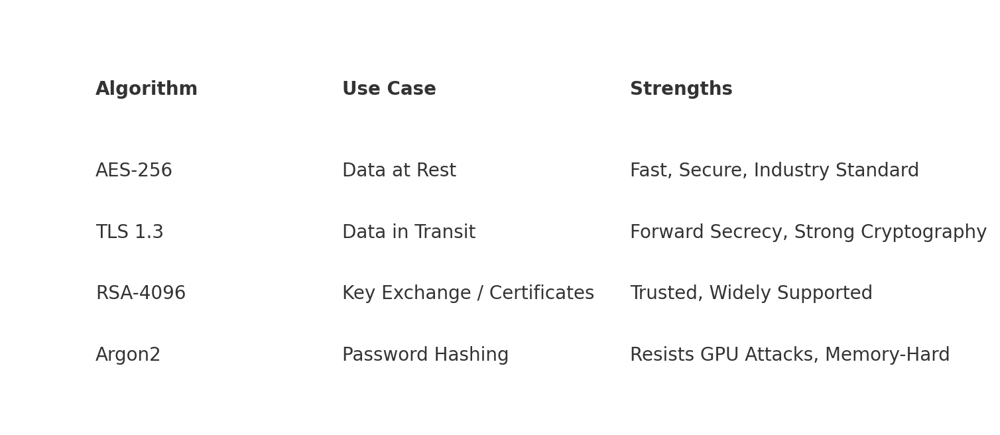 Algorithm Use Case Strengths
AES-256 Data at Rest Fast, Secure, Industry Standard
TLS 1.3 Data in Transit Forward Secrecy, Strong Cryptography
RSA-4096 Key Exchange / Certificates Trusted, Widely Supported
Argon2 Password Hashing Resists GPU Attacks, Memory-Hard